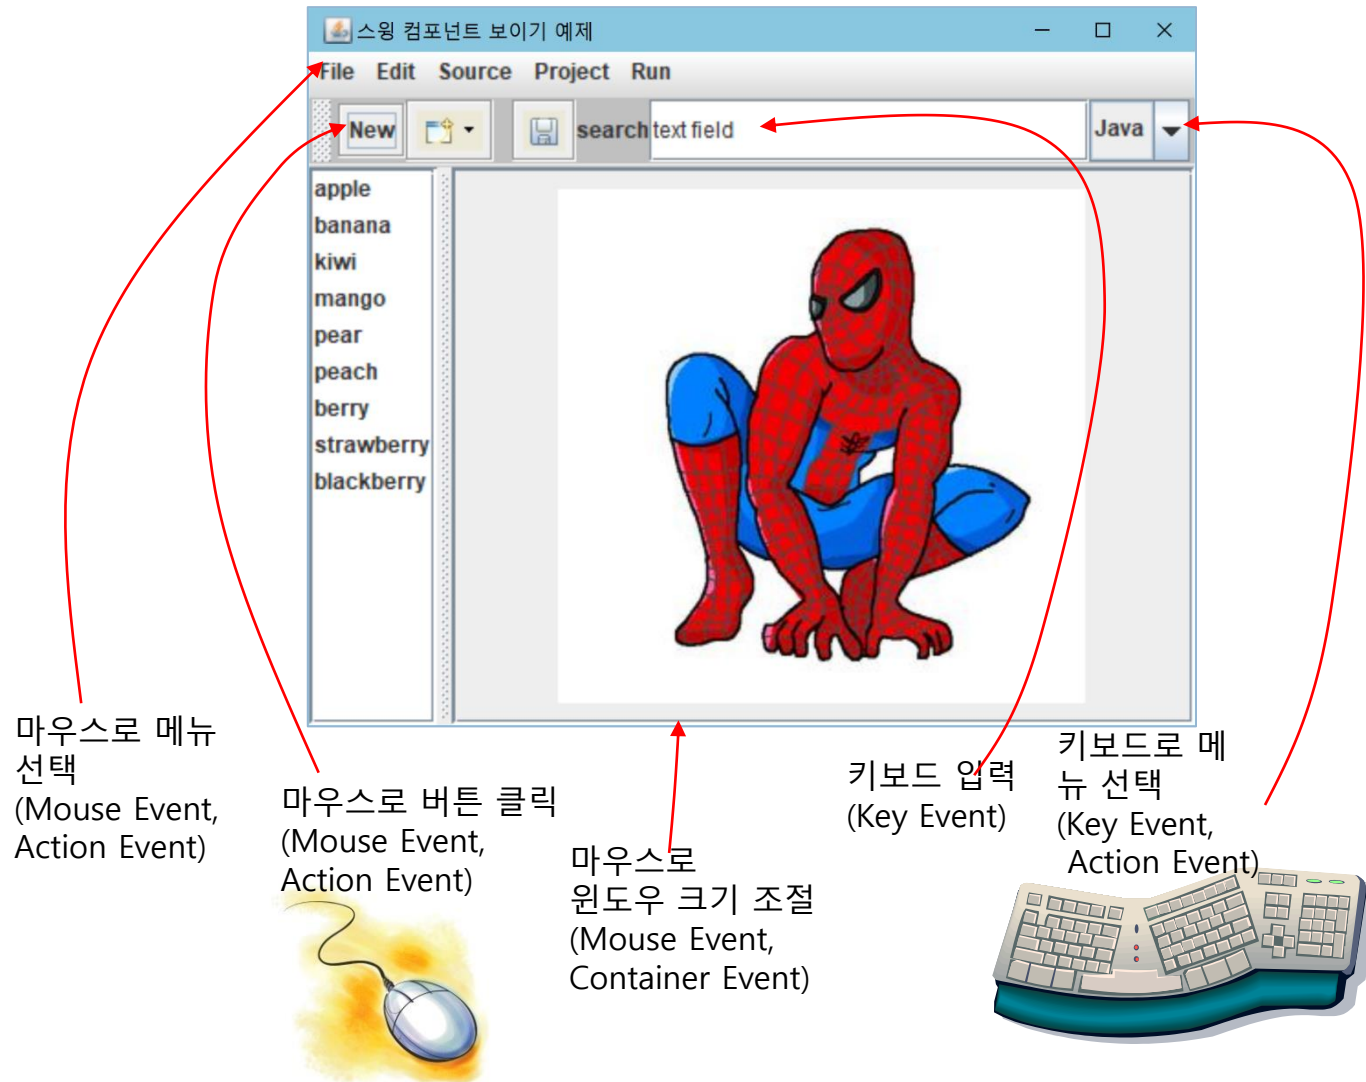 스윙 컴포넌트 보이기 예제
File Edit Source Project Run
New search text field Java
apple
banana
kiwi
mango
pear
peach
berry
strawberry
blackberry
마우스로 메뉴
선택
(Mouse Event,
Action Event)
마우스로 버튼 클릭
(Mouse Event,
Action Event)
마우스로
윈도우 크기 조절
(Mouse Event,
Container Event)
키보드 입력
(Key Event)
키보드로 메
뉴 선택
(Key Event,
Action Event)